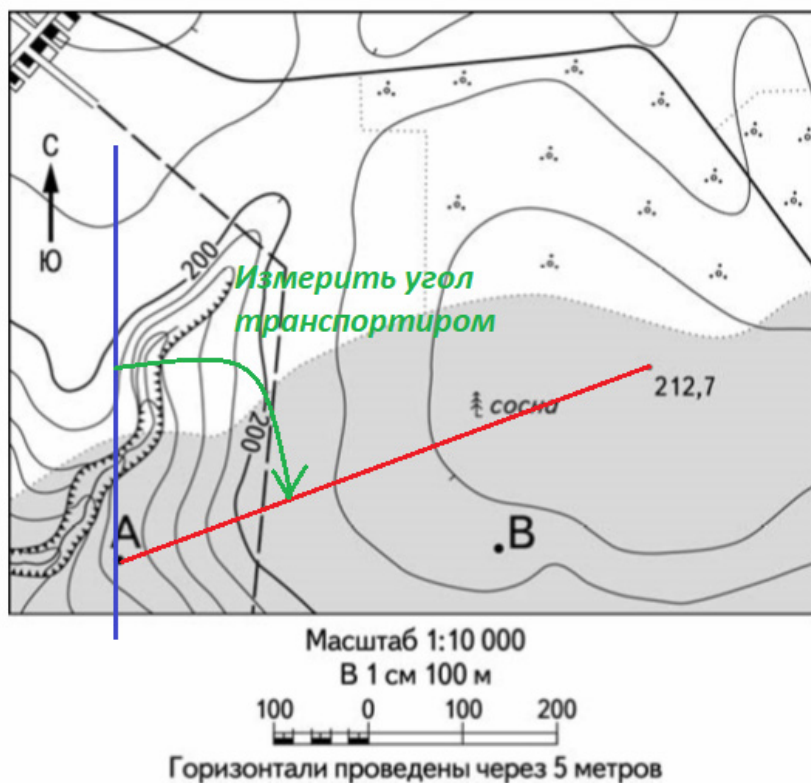 С
Ю
200
Измерить угол
транспортиром
200
сосна
212,7
А
В
Масштаб 1:10 000
В 1 см 100 м
100 0 100 200
Горизонтали проведены через 5 метров